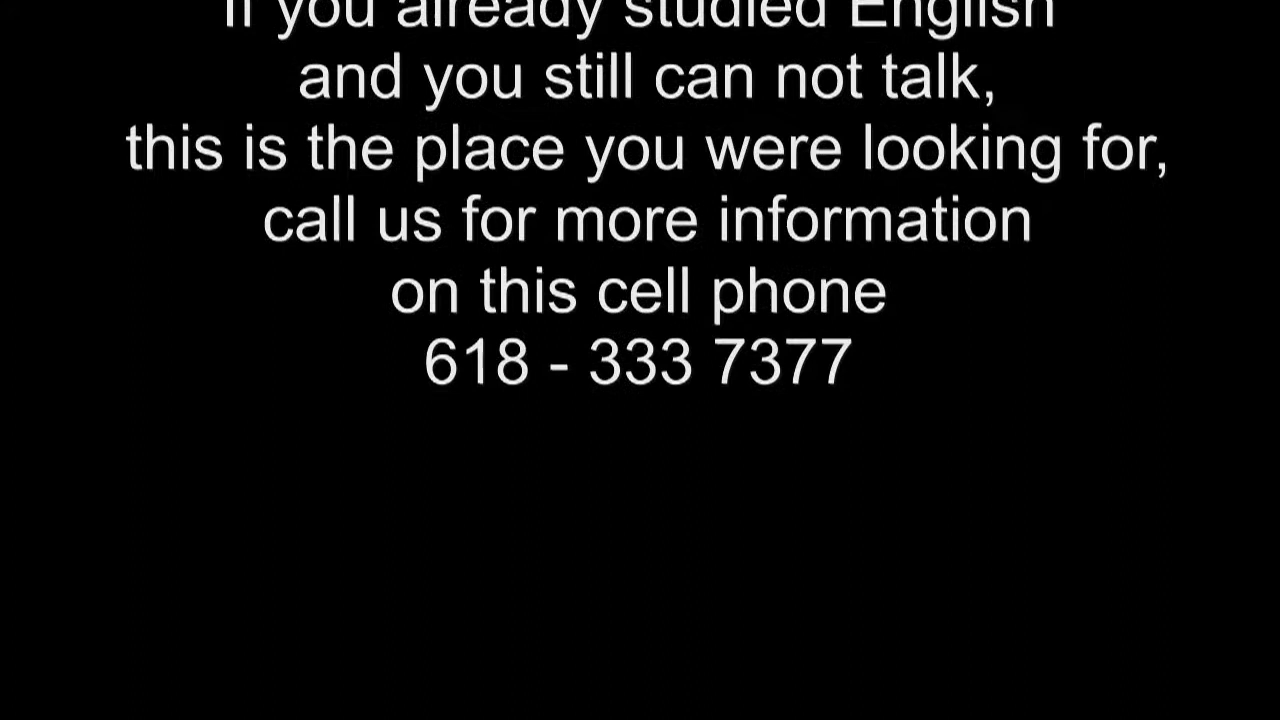 If you already studied English
and you still can not talk,
this is the place you were looking for,
call us for more information
on this cell phone
618 - 333 7377